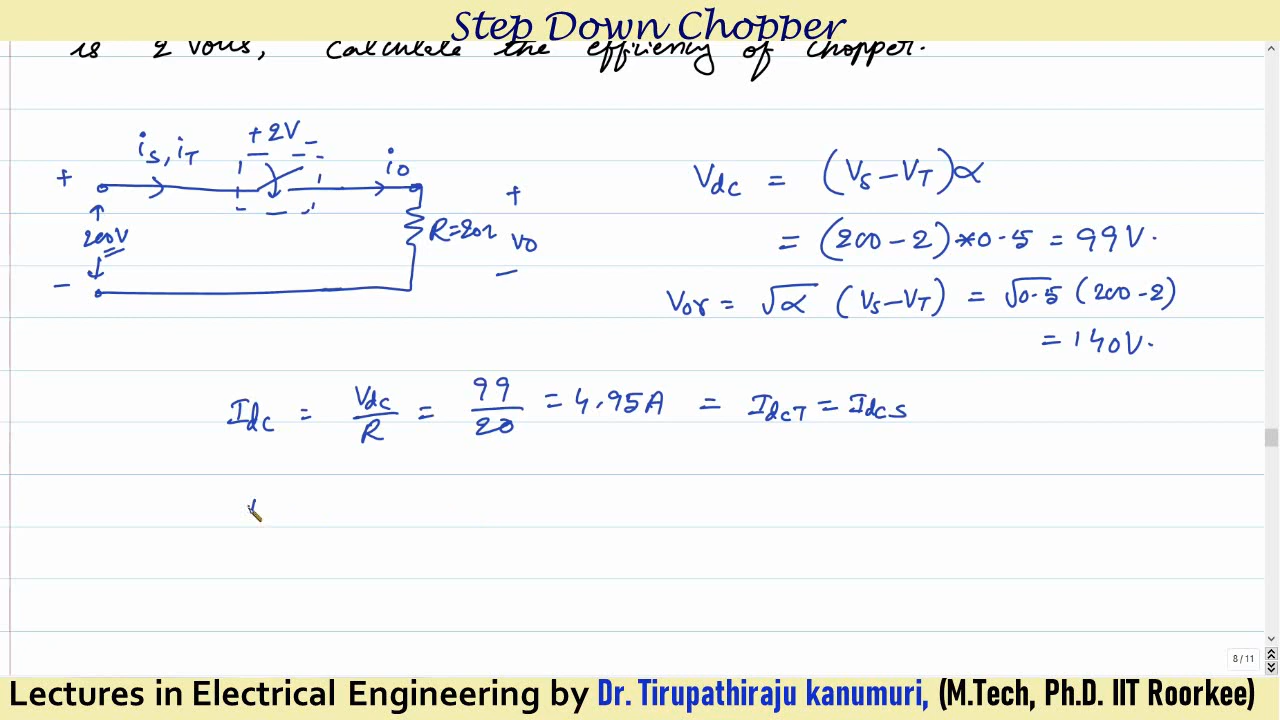 Step Down Chopper
is 2 volts, Calculate the efficiency of chopper.
+ iS, iT +2V - iO
200V
-
R=20Ω
+
VO
-
Vdc = (VS-VT)∝
= (200-2)*0.5 = 99V.
Vor = √∝ (VS-VT) = √0.5 (200-2)
= 140V.
Idc = Vdc/R = 99/20 = 4.95A = IdcT = IdcS
8/11
Lectures in Electrical Engineering by Dr. Tirupathiraju kanumuri, (M.Tech, Ph.D. IIT Roorkee)